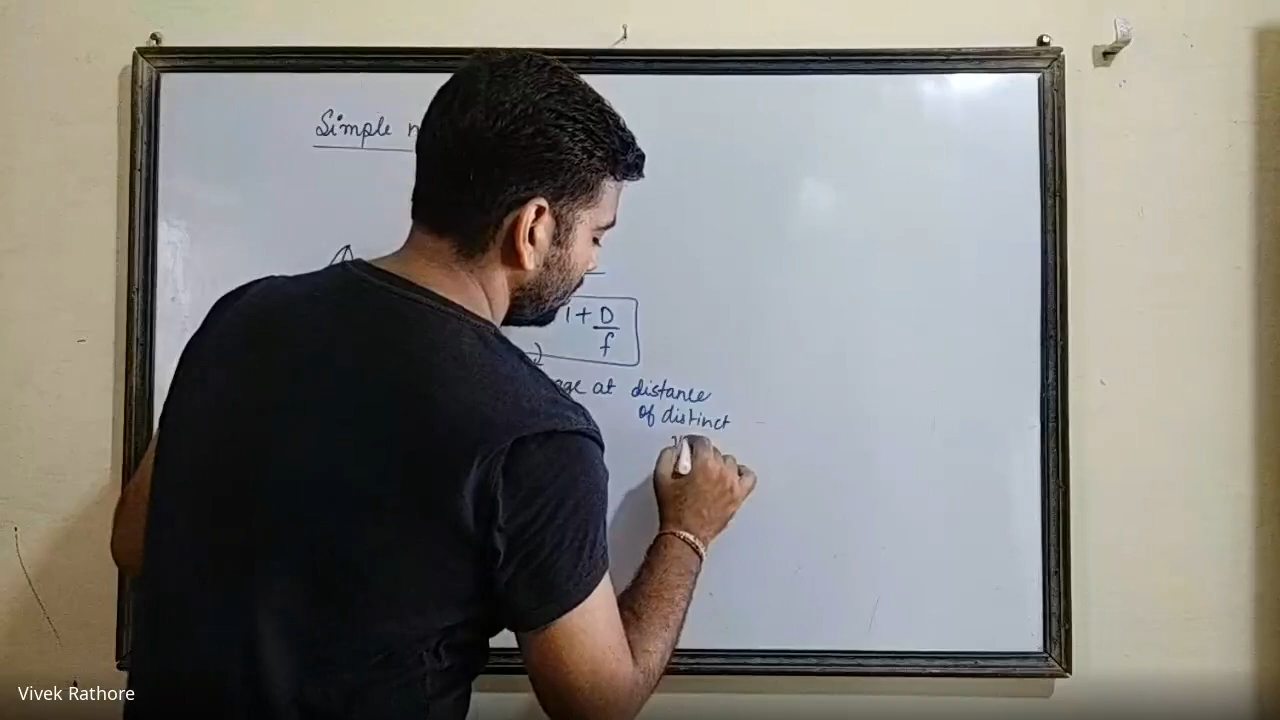 Simple
1 + D/f
at distance
of distinct
Vivek Rathore